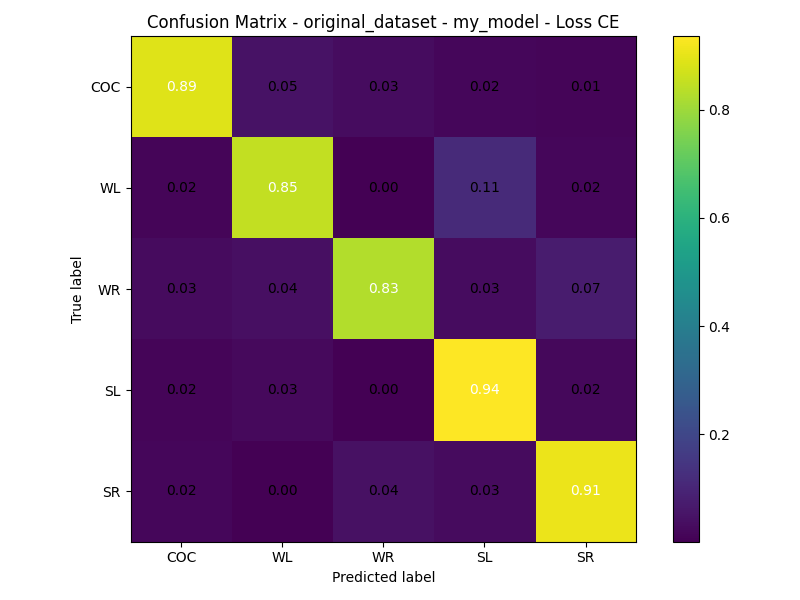 Confusion Matrix - original_dataset - my_model - Loss CE
COC 0.89 0.05 0.03 0.02 0.01
WL 0.02 0.85 0.00 0.11 0.02
WR 0.03 0.04 0.83 0.03 0.07
SL 0.02 0.03 0.00 0.94 0.02
SR 0.02 0.00 0.04 0.03 0.91
COC WL WR SL SR
Predicted label
True label
0.8
0.6
0.4
0.2